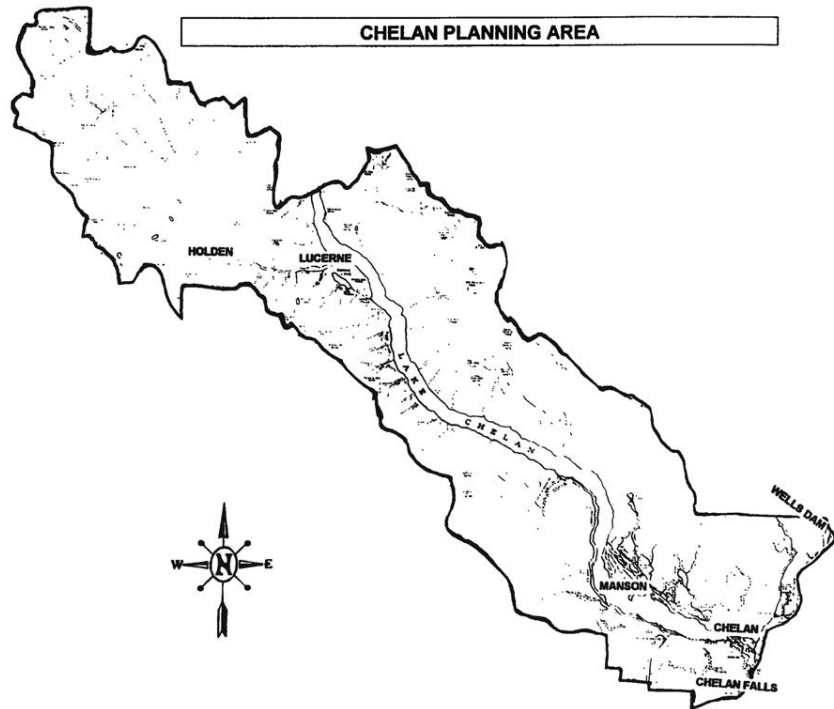 CHELAN PLANNING AREA
HOLDEN
LUCERNE
LAKE
CHELAN
WELLS DAM
W N E
MANSON
CHELAN
CHELAN FALLS